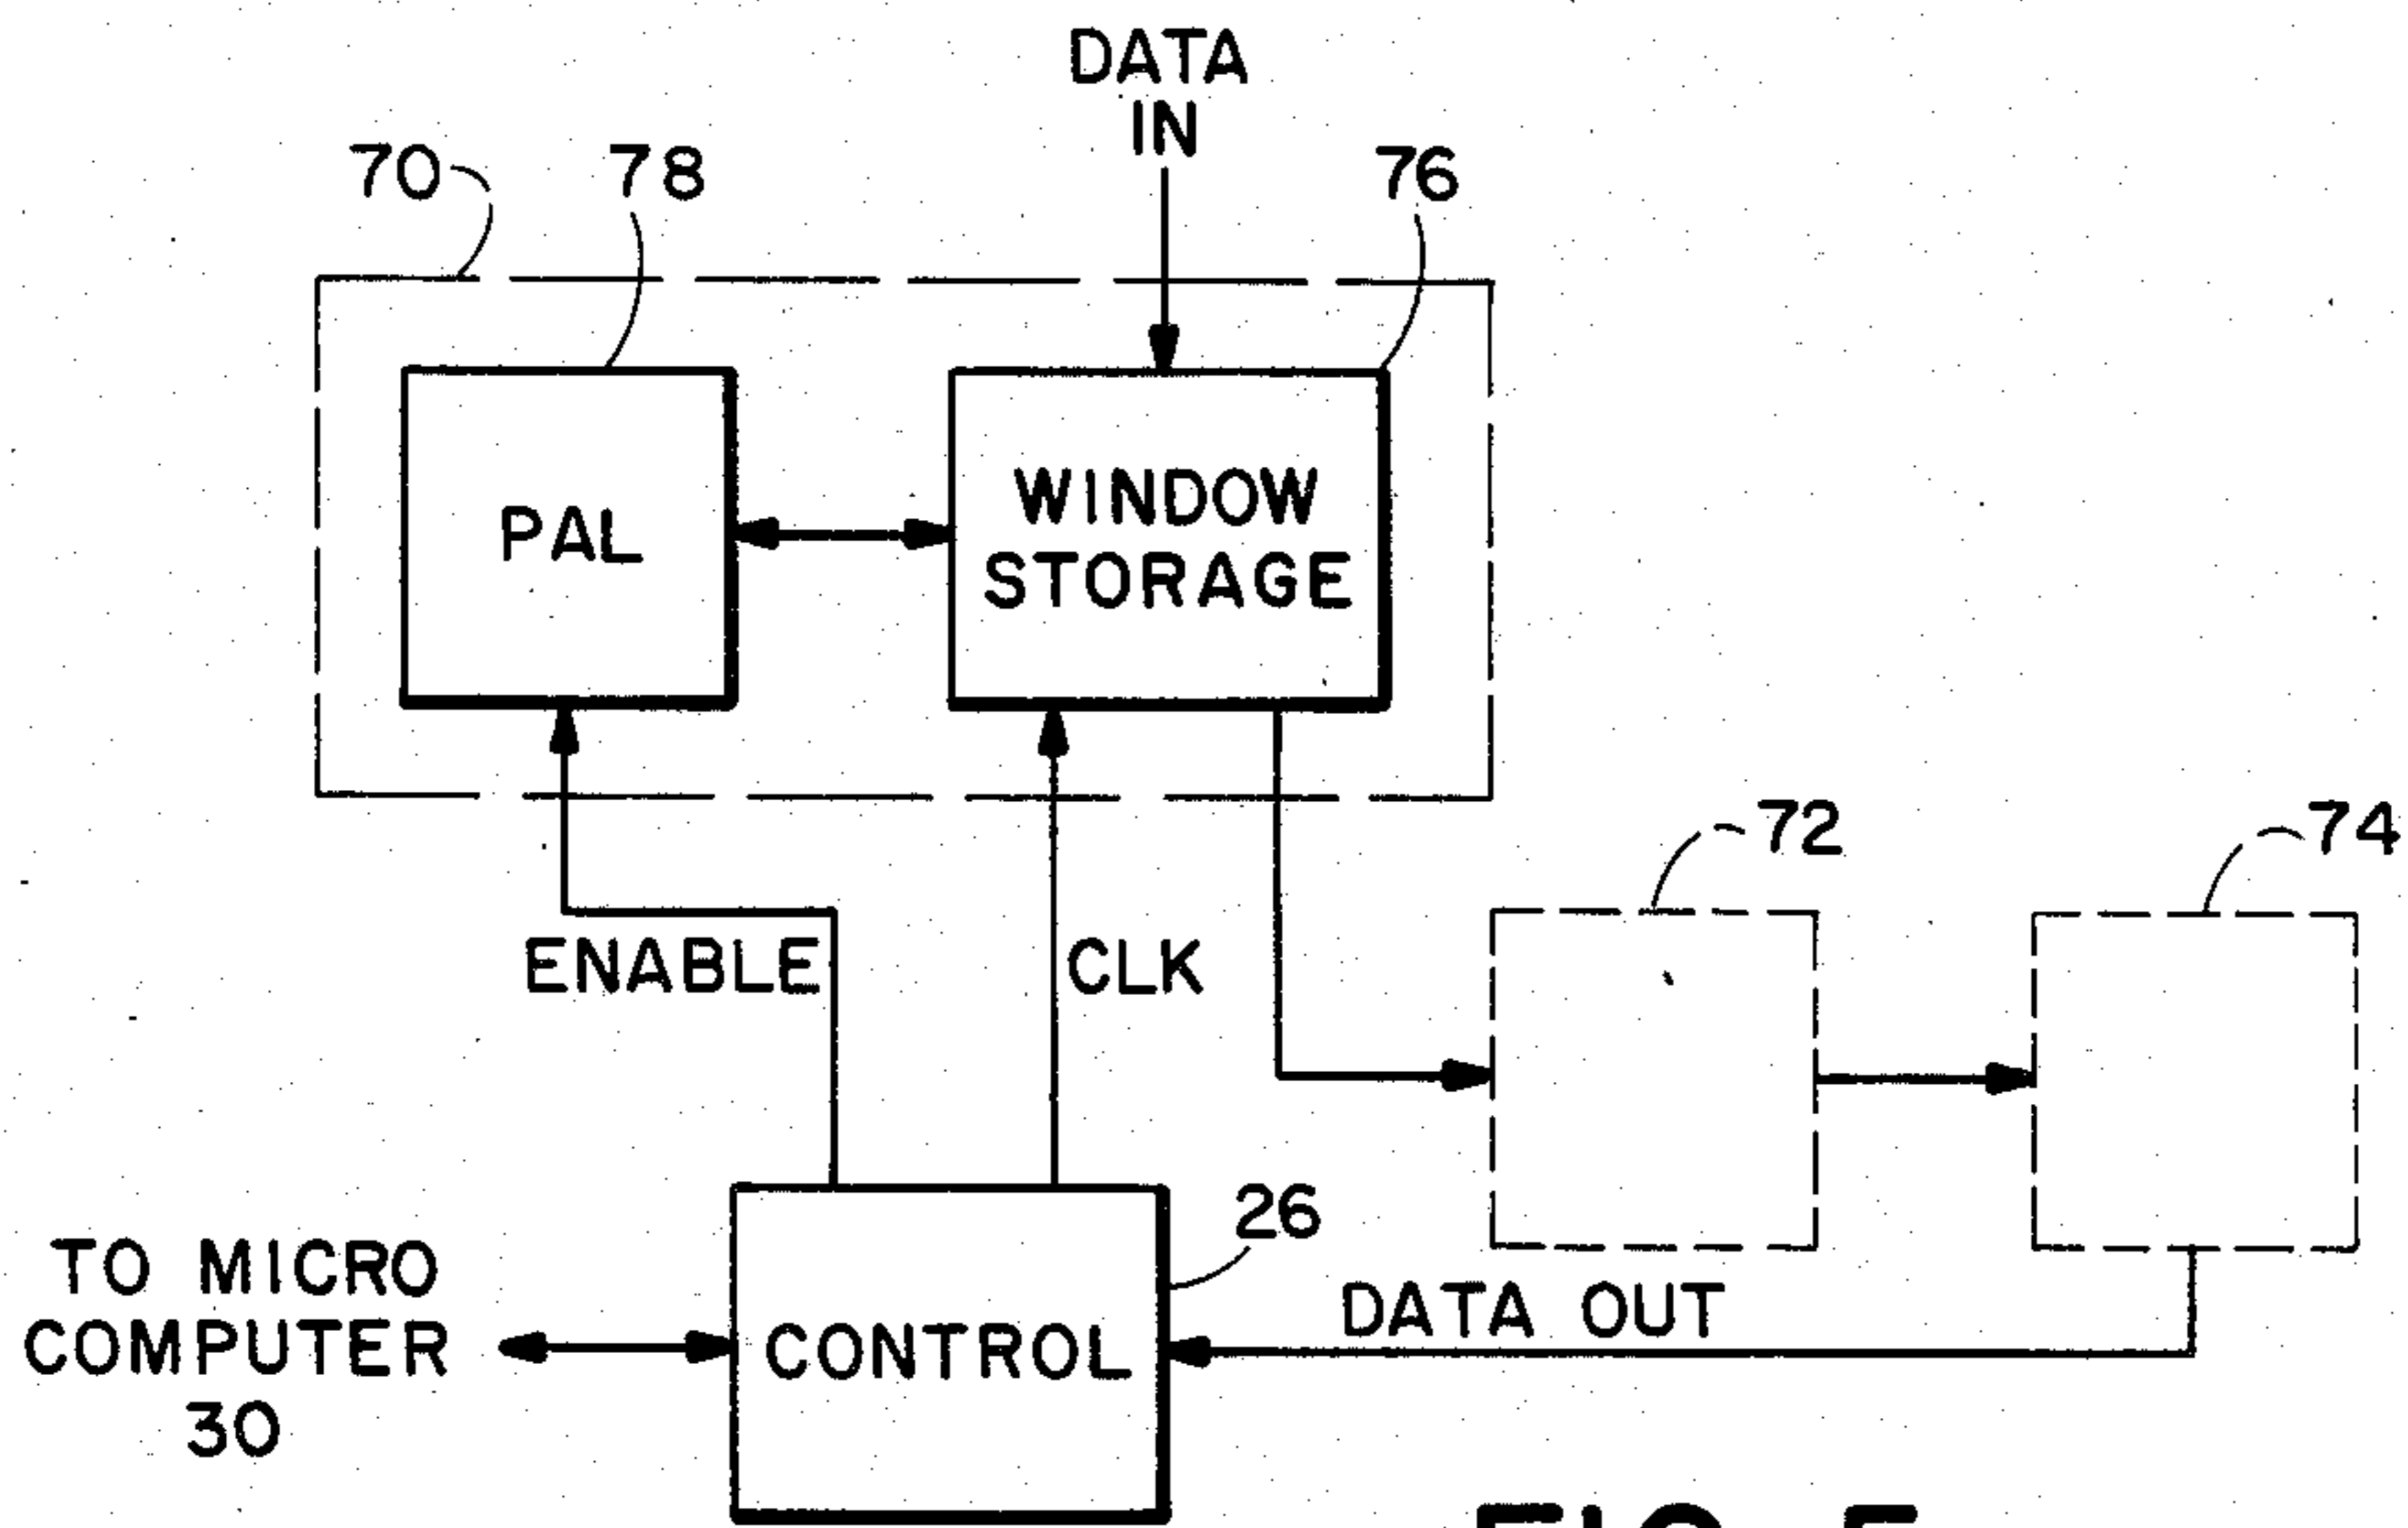 DATA
IN
70
78
76
PAL
WINDOW
STORAGE
72
74
ENABLE
CLK
26
TO MICRO
COMPUTER
30
CONTROL
DATA OUT